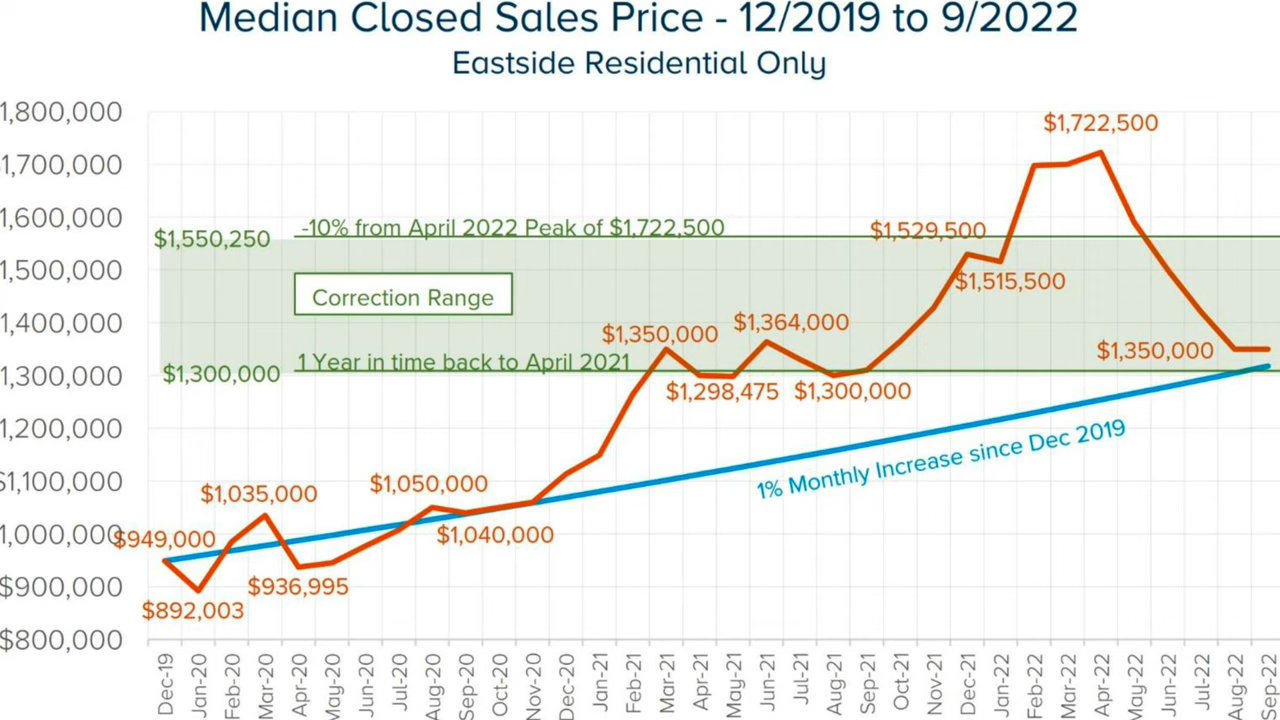 Median Closed Sales Price - 12/2019 to 9/2022
Eastside Residential Only
1,800,000
1,700,000
1,600,000
1,500,000
1,400,000
1,300,000
1,200,000
$1,100,000
1,000,000
$900,000
$800,000
$1,722,500
-10% from April 2022 Peak of $1,722,500
$1,550,250
$1,529,500
$1,515,500
Correction Range
$1,350,000
$1,364,000
$1,350,000
1 Year in time back to April 2021
$1,300,000
$1,298,475
$1,300,000
1% Monthly Increase since Dec 2019
$1,035,000
$1,050,000
$949,000
$1,040,000
$936,995
$892,003
Dec-19
Jan-20
Feb-20
Mar-20
Apr-20
May-20
Jun-20
Jul-20
Aug-20
Sep-20
Oct-20
Nov-20
Dec-20
Jan-21
Feb-21
Mar-21
Apr-21
May-21
Jun-21
Jul-21
Aug-21
Sep-21
Oct-21
Nov-21
Dec-21
Jan-22
Feb-22
Mar-22
Apr-22
May-22
Jun-22
Jul-22
Aug-22
Sep-22